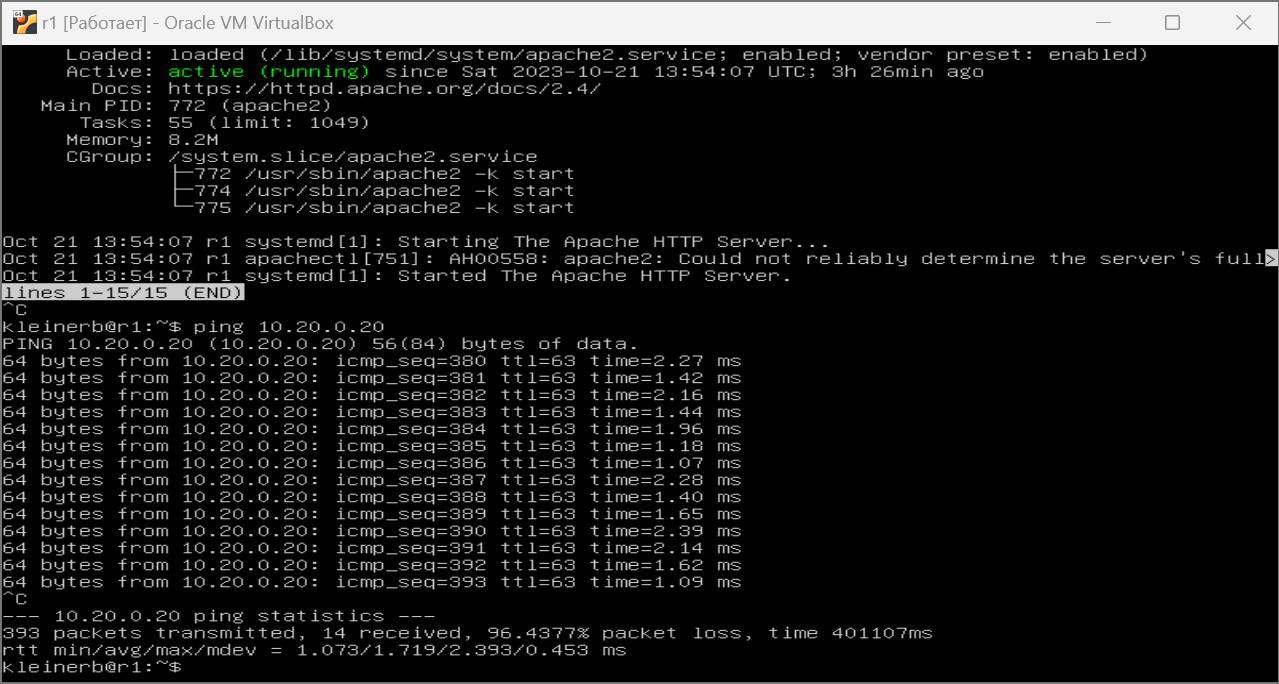 r1 [Работает] - Oracle VM VirtualBox
Loaded: loaded (/lib/systemd/system/apache2.service; enabled; vendor preset: enabled)
Active: active (running) since Sat 2023-10-21 13:54:07 UTC; 3h 26min ago
Docs: https://httpd.apache.org/docs/2.4/
Main PID: 772 (apache2)
Tasks: 55 (limit: 1049)
Memory: 8.2M
CGroup: /system.slice/apache2.service
├─772 /usr/sbin/apache2 -k start
├─774 /usr/sbin/apache2 -k start
└─775 /usr/sbin/apache2 -k start
Oct 21 13:54:07 r1 systemd[1]: Starting The Apache HTTP Server...
Oct 21 13:54:07 r1 apachectl[751]: AH00558: apache2: Could not reliably determine the server's full>
Oct 21 13:54:07 r1 systemd[1]: Started The Apache HTTP Server.
lines 1-15/15 (END)
^C
kleinerb@r1:~$ ping 10.20.0.20
PING 10.20.0.20 (10.20.0.20) 56(84) bytes of data.
64 bytes from 10.20.0.20: icmp_seq=380 ttl=63 time=2.27 ms
64 bytes from 10.20.0.20: icmp_seq=381 ttl=63 time=1.42 ms
64 bytes from 10.20.0.20: icmp_seq=382 ttl=63 time=2.16 ms
64 bytes from 10.20.0.20: icmp_seq=383 ttl=63 time=1.44 ms
64 bytes from 10.20.0.20: icmp_seq=384 ttl=63 time=1.96 ms
64 bytes from 10.20.0.20: icmp_seq=385 ttl=63 time=1.18 ms
64 bytes from 10.20.0.20: icmp_seq=386 ttl=63 time=1.07 ms
64 bytes from 10.20.0.20: icmp_seq=387 ttl=63 time=2.28 ms
64 bytes from 10.20.0.20: icmp_seq=388 ttl=63 time=1.40 ms
64 bytes from 10.20.0.20: icmp_seq=389 ttl=63 time=1.65 ms
64 bytes from 10.20.0.20: icmp_seq=390 ttl=63 time=2.39 ms
64 bytes from 10.20.0.20: icmp_seq=391 ttl=63 time=2.14 ms
64 bytes from 10.20.0.20: icmp_seq=392 ttl=63 time=1.62 ms
64 bytes from 10.20.0.20: icmp_seq=393 ttl=63 time=1.09 ms
^C
--- 10.20.0.20 ping statistics ---
393 packets transmitted, 14 received, 96.4377% packet loss, time 401107ms
rtt min/avg/max/mdev = 1.073/1.719/2.393/0.453 ms
kleinerb@r1:~$